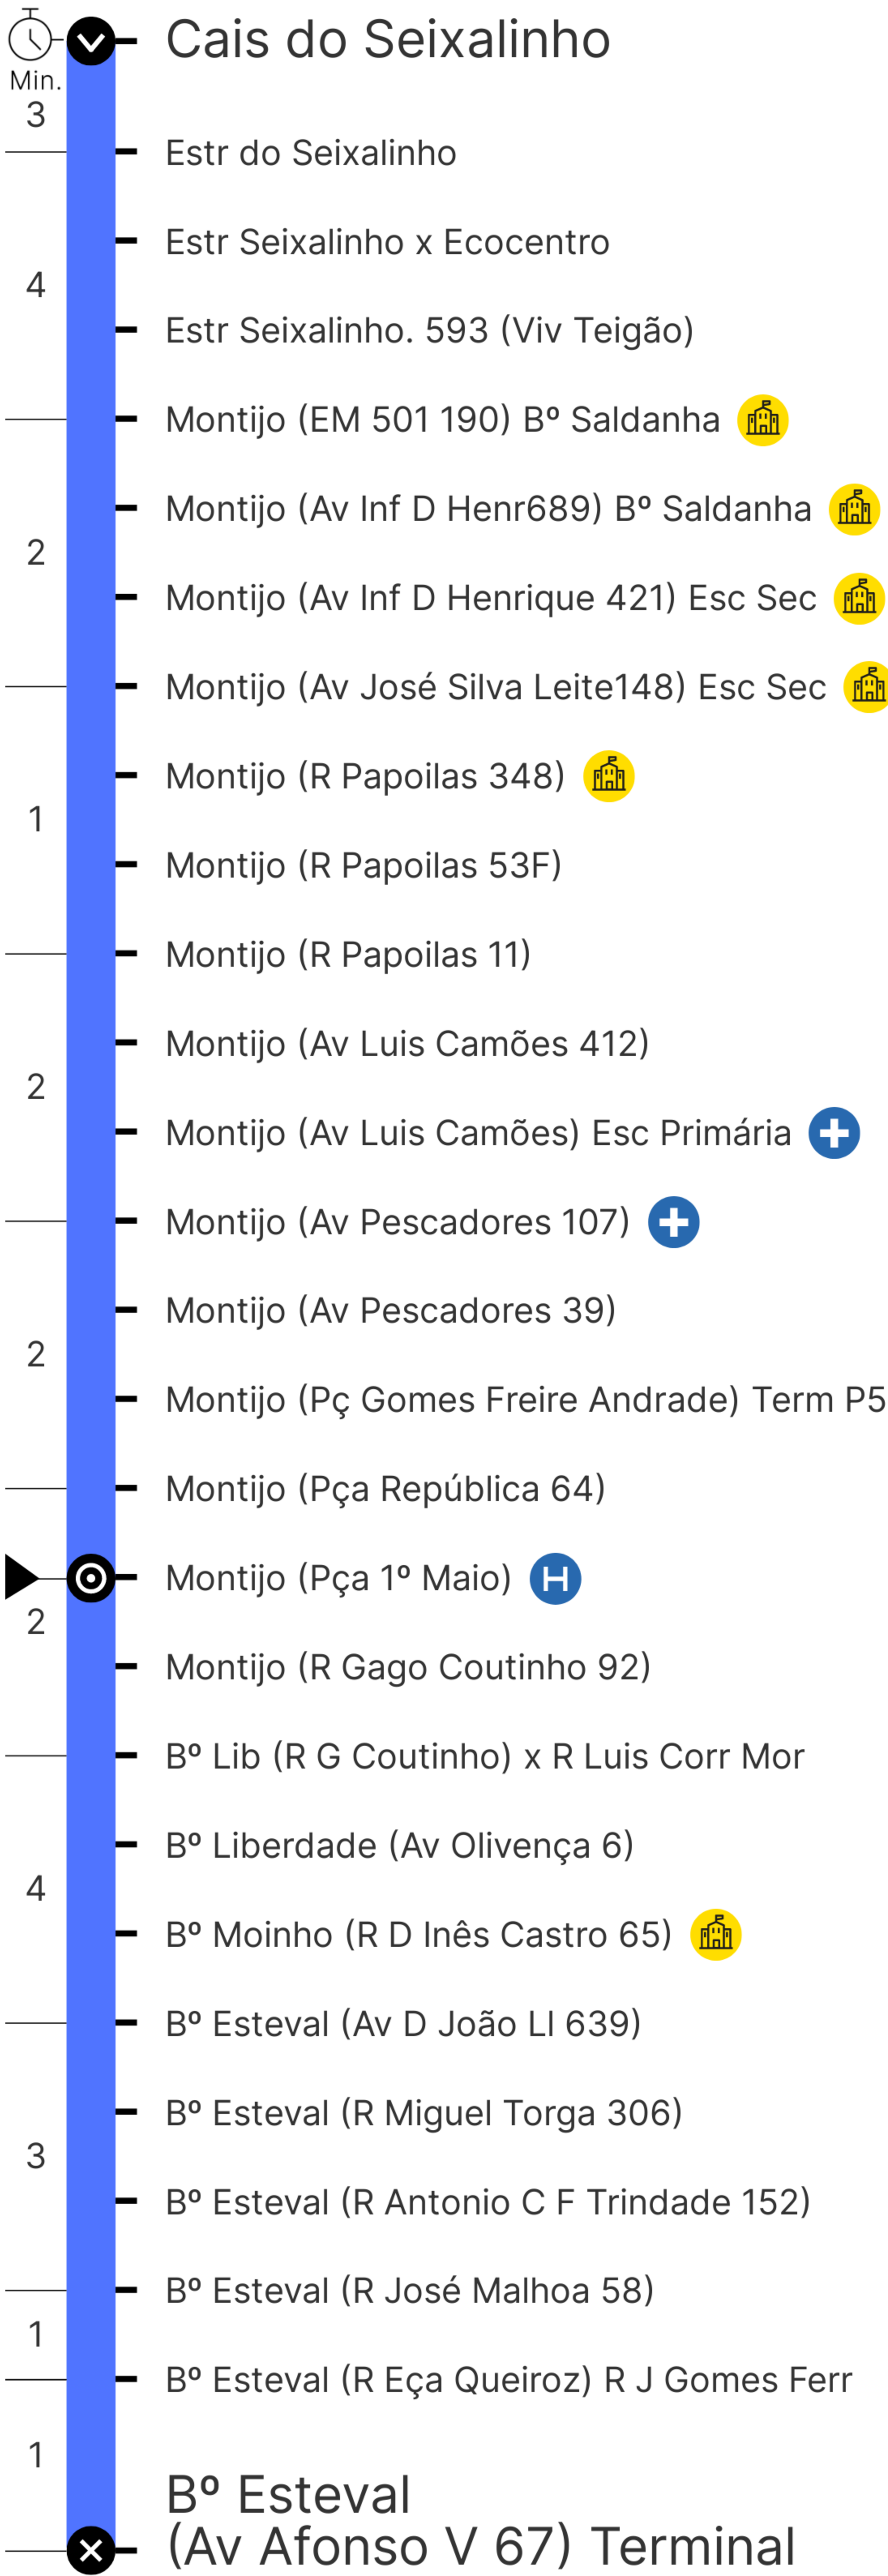 Cais do Seixalinho
Min.
3
Estr do Seixalinho
Estr Seixalinho x Ecocentro
4
Estr Seixalinho. 593 (Viv Teigão)
Montijo (EM 501 190) Bº Saldanha
Montijo (Av Inf D Henr689) Bº Saldanha
2
Montijo (Av Inf D Henrique 421) Esc Sec
Montijo (Av José Silva Leite148) Esc Sec
Montijo (R Papoilas 348)
1
Montijo (R Papoilas 53F)
Montijo (R Papoilas 11)
Montijo (Av Luis Camões 412)
2
Montijo (Av Luis Camões) Esc Primária
Montijo (Av Pescadores 107)
Montijo (Av Pescadores 39)
2
Montijo (Pç Gomes Freire Andrade) Term P5
Montijo (Pça República 64)
Montijo (Pça 1º Maio) H
2
Montijo (R Gago Coutinho 92)
Bº Lib (R G Coutinho) x R Luis Corr Mor
Bº Liberdade (Av Olivença 6)
4
Bº Moinho (R D Inês Castro 65)
Bº Esteval (Av D João LI 639)
Bº Esteval (R Miguel Torga 306)
3
Bº Esteval (R Antonio C F Trindade 152)
Bº Esteval (R José Malhoa 58)
1
Bº Esteval (R Eça Queiroz) R J Gomes Ferr
1
Bº Esteval
(Av Afonso V 67) Terminal